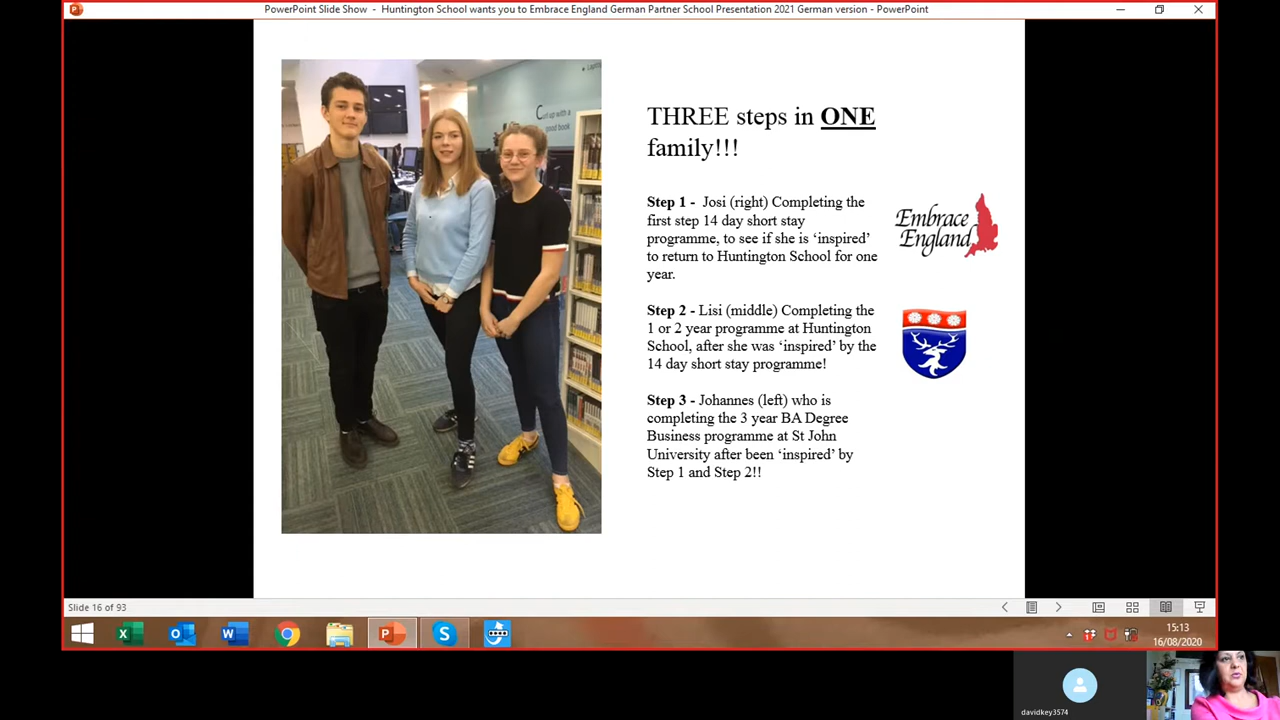 PowerPoint Slide Show - Huntington School wants you to Embrace England German Partner School Presentation 2021 German version - PowerPoint
THREE steps in ONE
family!!!
Step 1 - Josi (right) Completing the
first step 14 day short stay
programme, to see if she is ‘inspired’
to return to Huntington School for one
year.
Step 2 - Lisi (middle) Completing the
1 or 2 year programme at Huntington
School, after she was ‘inspired’ by the
14 day short stay programme!
Step 3 - Johannes (left) who is
completing the 3 year BA Degree
Business programme at St John
University after been ‘inspired’ by
Step 1 and Step 2!!
Embrace
England
up with a
good book
Slide 16 of 93
15:13
16/08/2020
davidkey3574